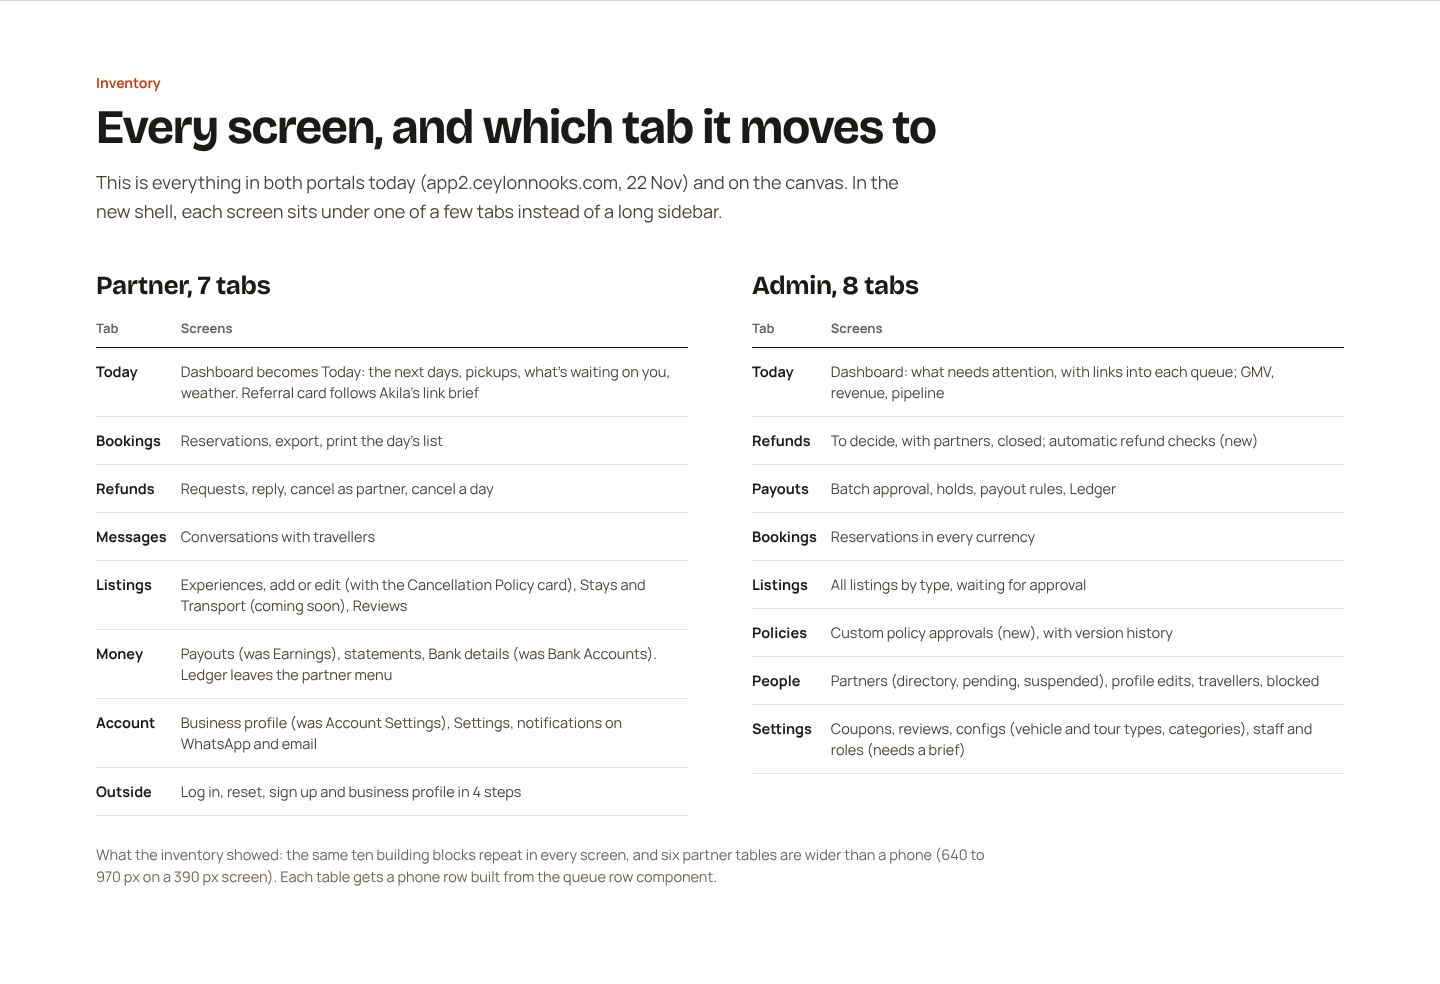 Inventory
Every screen, and which tab it moves to
This is everything in both portals today (app2.ceylonnooks.com, 22 Nov) and on the canvas. In the
new shell, each screen sits under one of a few tabs instead of a long sidebar.
Partner, 7 tabs
Tab Screens
Today Dashboard becomes Today: the next days, pickups, what's waiting on you,
weather. Referral card follows Akila's link brief
Bookings Reservations, export, print the day's list
Refunds Requests, reply, cancel as partner, cancel a day
Messages Conversations with travellers
Listings Experiences, add or edit (with the Cancellation Policy card), Stays and
Transport (coming soon), Reviews
Money Payouts (was Earnings), statements, Bank details (was Bank Accounts).
Ledger leaves the partner menu
Account Business profile (was Account Settings), Settings, notifications on
WhatsApp and email
Outside Log in, reset, sign up and business profile in 4 steps
Admin, 8 tabs
Tab Screens
Today Dashboard: what needs attention, with links into each queue; GMV,
revenue, pipeline
Refunds To decide, with partners, closed; automatic refund checks (new)
Payouts Batch approval, holds, payout rules, Ledger
Bookings Reservations in every currency
Listings All listings by type, waiting for approval
Policies Custom policy approvals (new), with version history
People Partners (directory, pending, suspended), profile edits, travellers, blocked
Settings Coupons, reviews, configs (vehicle and tour types, categories), staff and
roles (needs a brief)
What the inventory showed: the same ten building blocks repeat in every screen, and six partner tables are wider than a phone (640 to
970 px on a 390 px screen). Each table gets a phone row built from the queue row component.